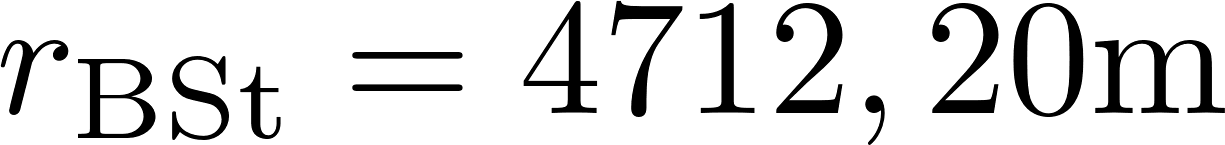 r_BSt = 4712, 20m